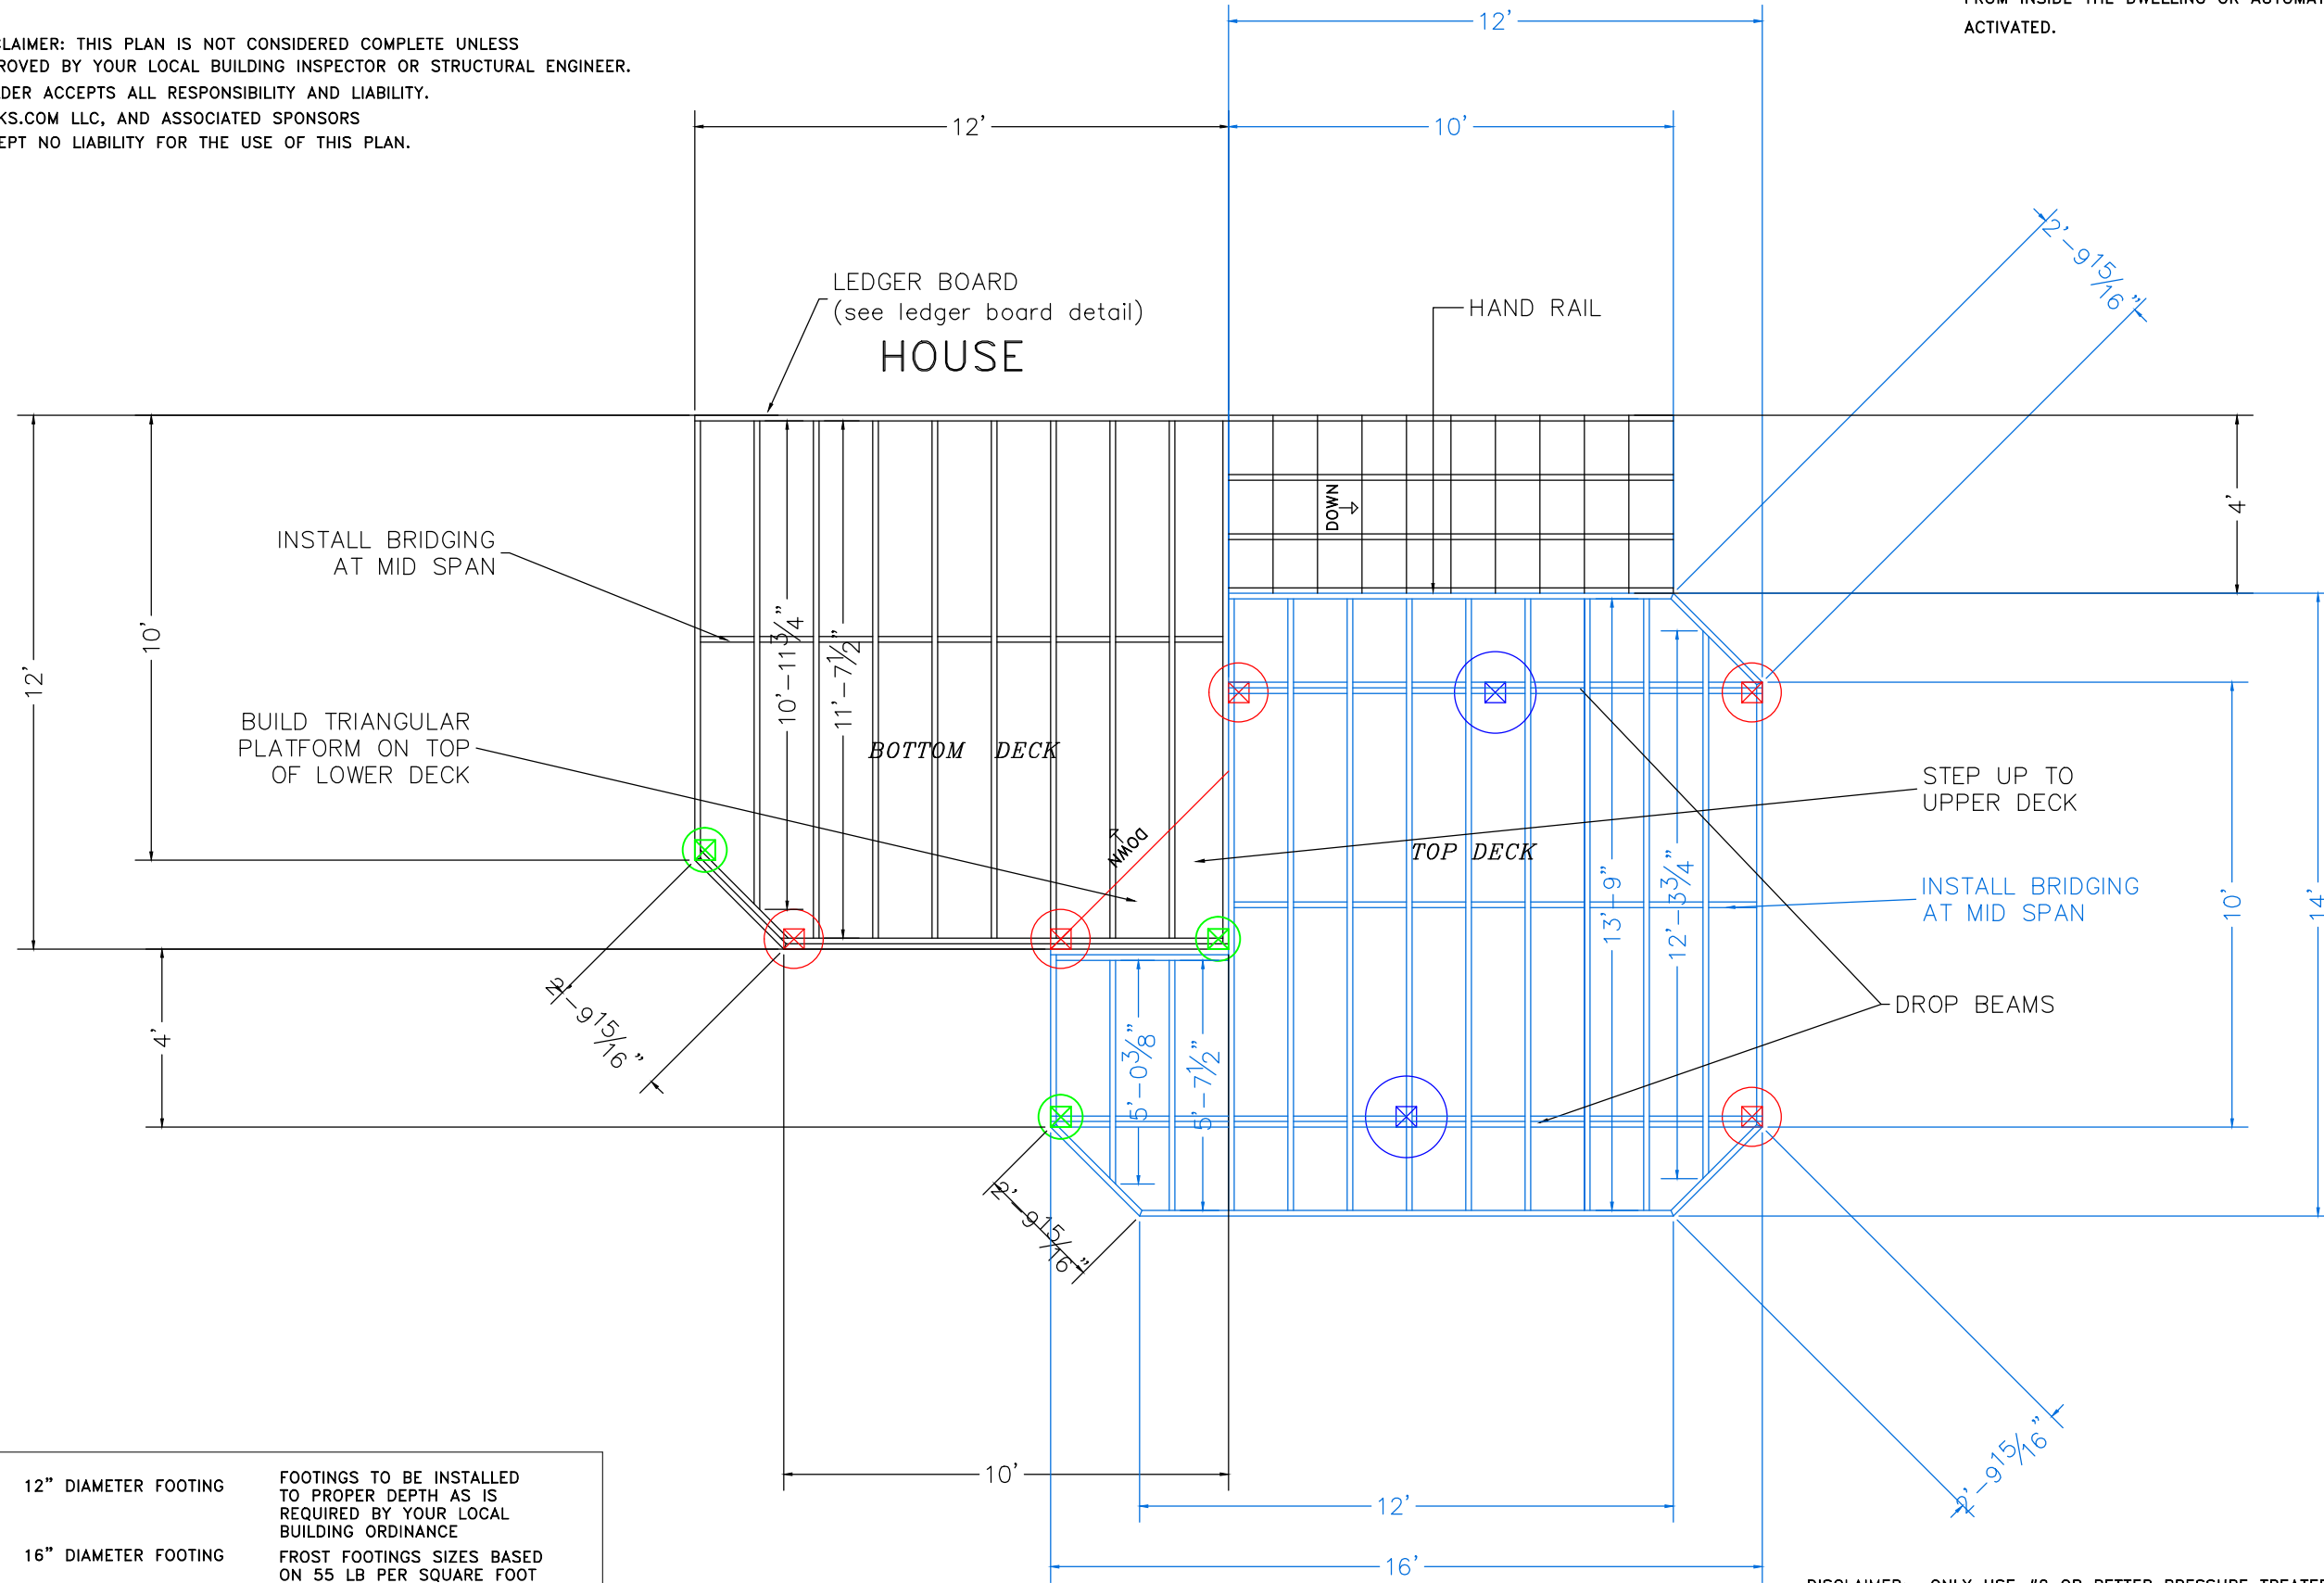 CLAIMER: THIS PLAN IS NOT CONSIDERED COMPLETE UNLESS
ROVED BY YOUR LOCAL BUILDING INSPECTOR OR STRUCTURAL ENGINEER.
DER ACCEPTS ALL RESPONSIBILITY AND LIABILITY.
KS.COM LLC, AND ASSOCIATED SPONSORS
EPT NO LIABILITY FOR THE USE OF THIS PLAN.
ACTIVATED.
12'
12'
10'
2'-9 15/16"
LEDGER BOARD
(see ledger board detail)
HOUSE
HAND RAIL
4'
DOWN
INSTALL BRIDGING
AT MID SPAN
12'
10'
10'-11 3/4"
11'-7 1/2"
BUILD TRIANGULAR
PLATFORM ON TOP
OF LOWER DECK
BOTTOM DECK
DOWN
TOP DECK
STEP UP TO
UPPER DECK
INSTALL BRIDGING
AT MID SPAN
13'-9"
12'-3 3/4"
10'
14'
DROP BEAMS
2'-9 15/16"
4'
5'-0 3/8"
5'-7 1/2"
2'-9 15/16"
2'-9 15/16"
10'
12'
16'
12" DIAMETER FOOTING
16" DIAMETER FOOTING
FOOTINGS TO BE INSTALLED
TO PROPER DEPTH AS IS
REQUIRED BY YOUR LOCAL
BUILDING ORDINANCE
FROST FOOTINGS SIZES BASED
ON 55 LB PER SQUARE FOOT